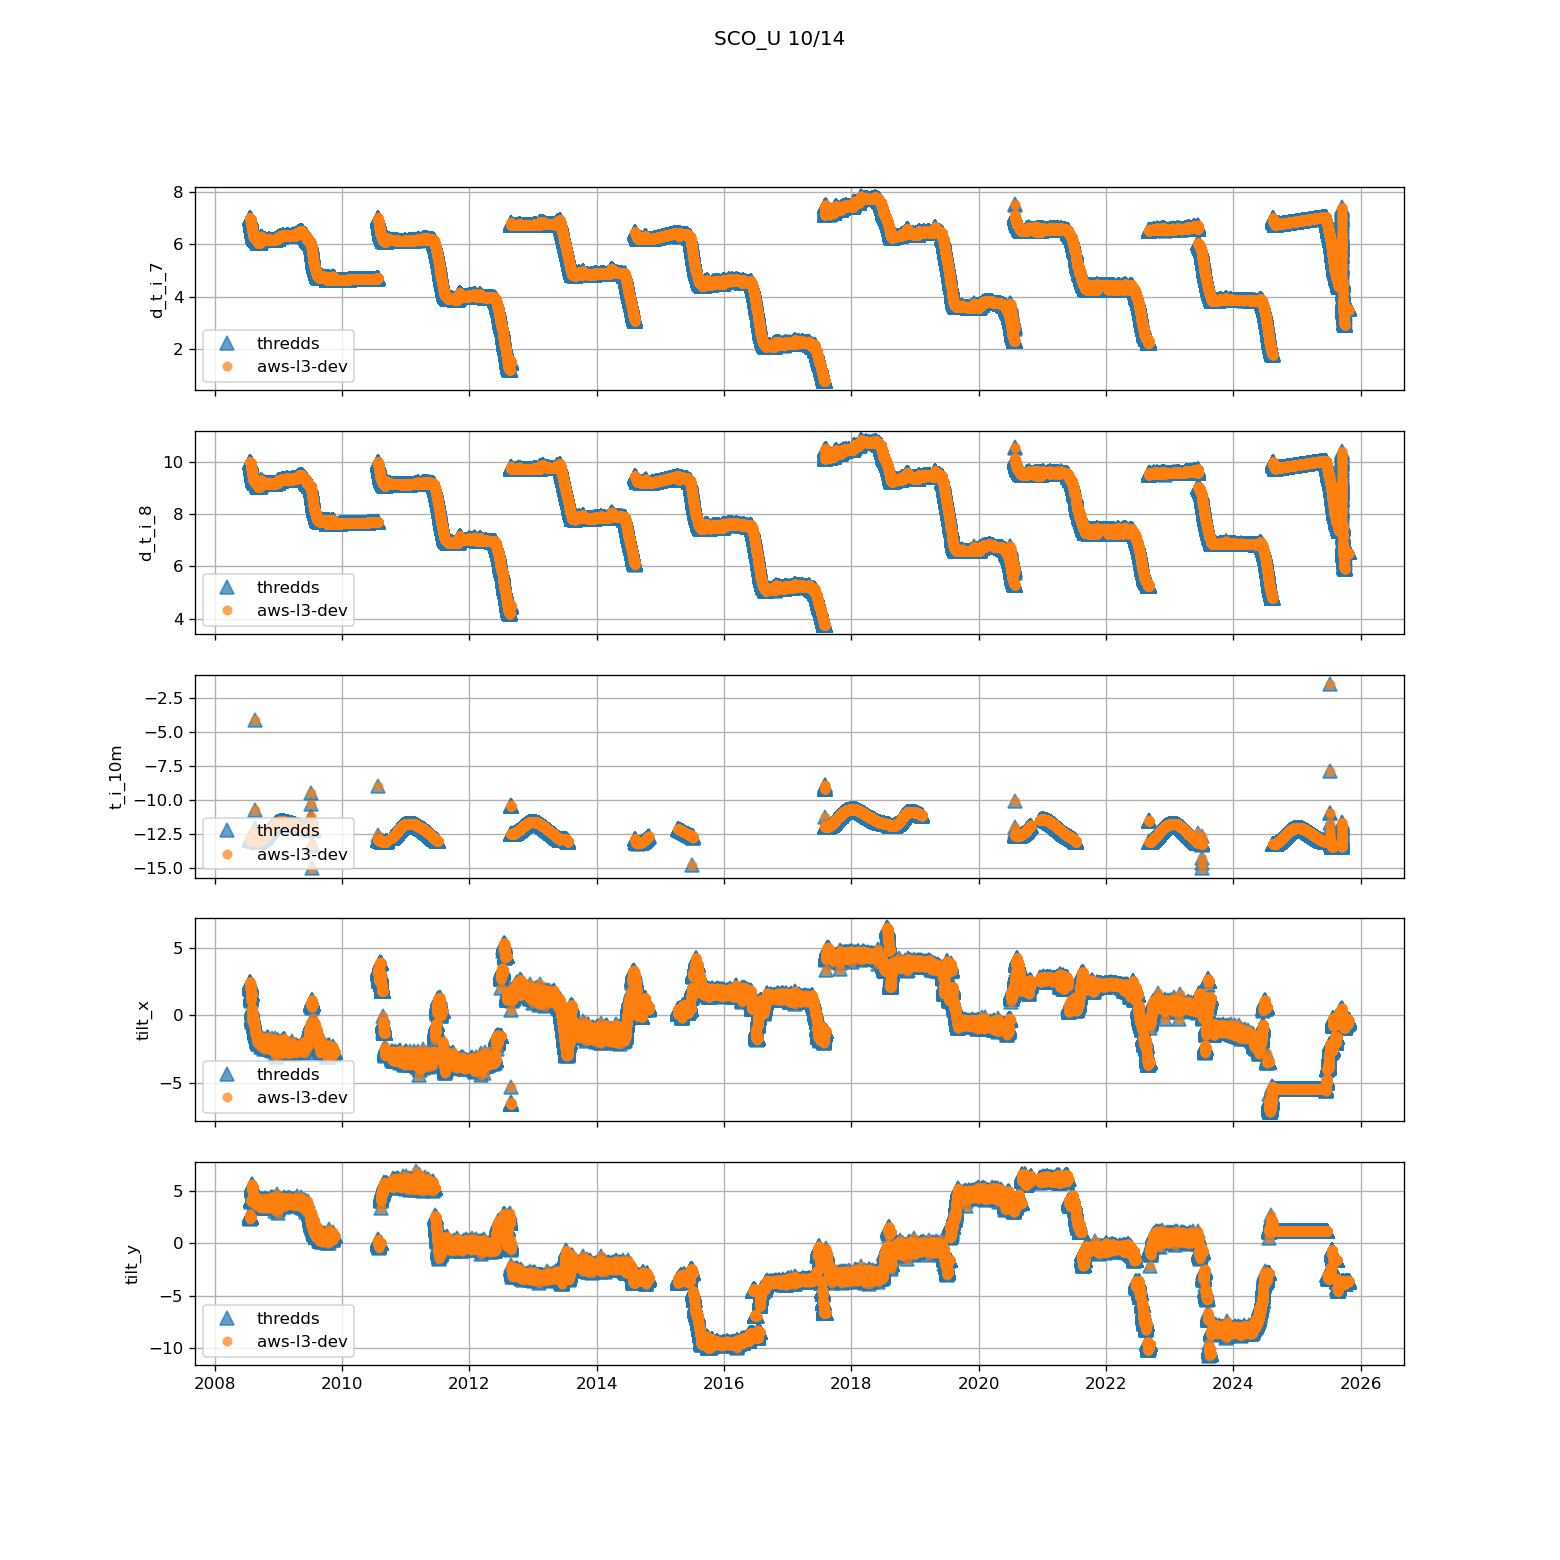 SCO_U 10/14
8
6
4
2
d_t_i_7
thredds
aws-l3-dev
10
8
6
4
d_t_i_8
thredds
aws-l3-dev
−2.5
−5.0
−7.5
−10.0
−12.5
−15.0
t_i_10m
thredds
aws-l3-dev
5
0
−5
tilt_x
thredds
aws-l3-dev
5
0
−5
−10
tilt_y
thredds
aws-l3-dev
2008 2010 2012 2014 2016 2018 2020 2022 2024 2026